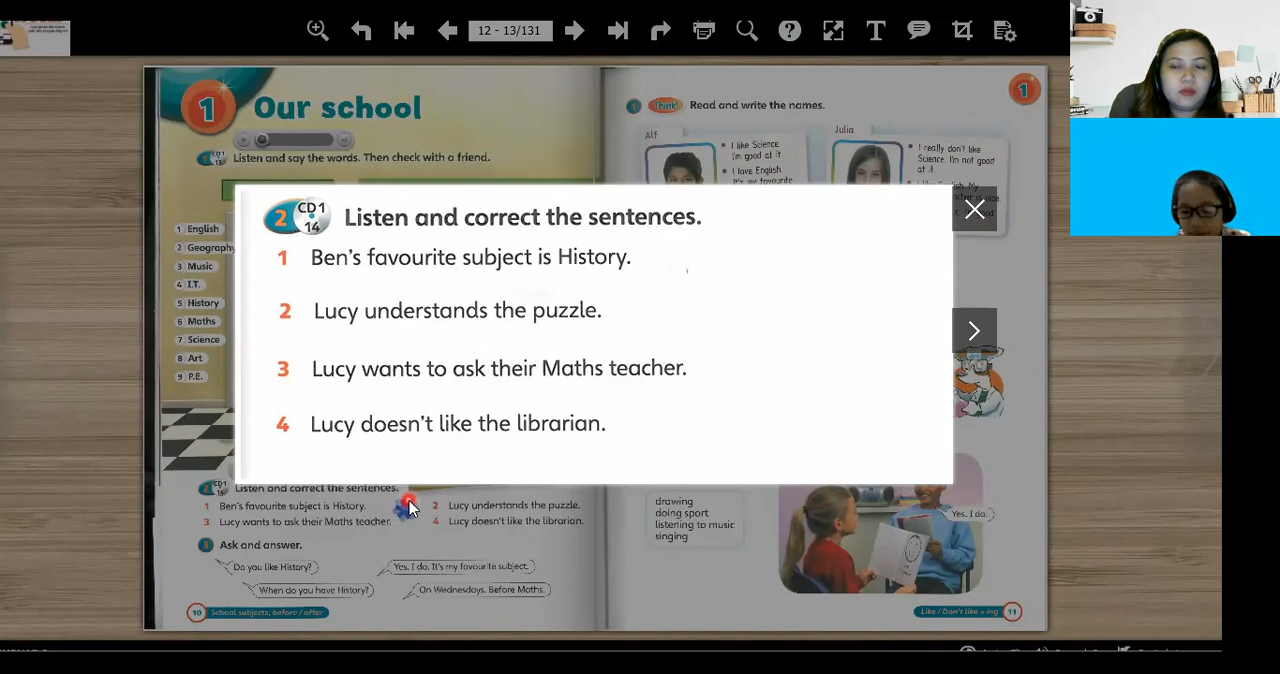 12 - 13/131
1 Our school
1 CD1 13 Listen and say the words. Then check with a friend.
1 English
2 Geography
3 Music
4 I.T.
5 History
6 Maths
7 Science
8 Art
9 P.E.
2 CD1 14 Listen and correct the sentences.
1 Ben's favourite subject is History.
2 Lucy understands the puzzle.
3 Lucy wants to ask their Maths teacher.
4 Lucy doesn't like the librarian.
2 CD1 Listen and correct the sentences.
1 Ben's favourite subject is History.
2 Lucy understands the puzzle.
3 Lucy wants to ask their Maths teacher.
4 Lucy doesn't like the librarian.
3 Ask and answer.
Do you like History?
Yes, I do. It's my favourite subject.
When do you have History?
On Wednesdays. Before Maths.
10 School subjects; before / after
1
1 Think! Read and write the names.
Alf
I like Science.
I'm good at it
I love English.
Julia
I really don't like
Science. I'm not good
at it
drawing
doing sport
listening to music
singing
Yes, I do.
Like / Don't like + ing 11